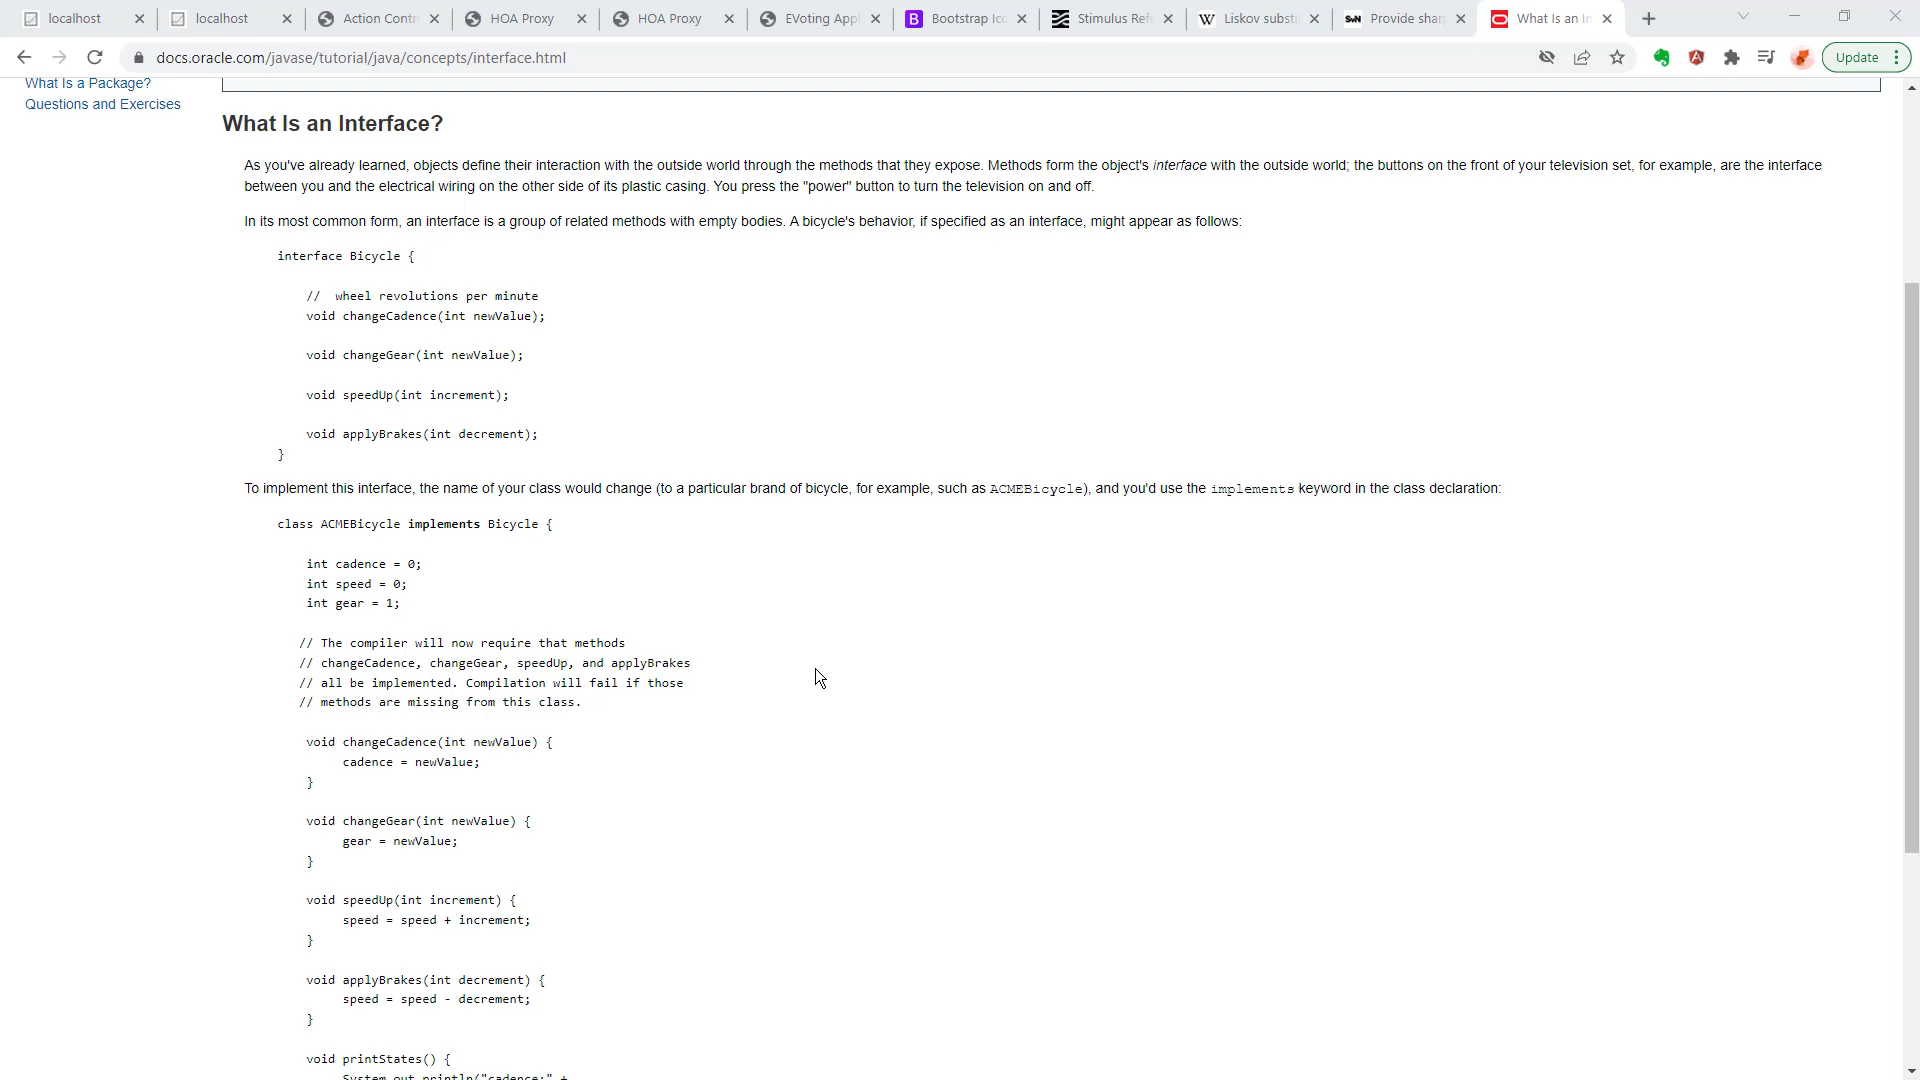 localhost
localhost
Action Contr
HOA Proxy
HOA Proxy
EVoting App
Bootstrap Ic
Stimulus Ref
Liskov substi
Provide shar
What Is an In
docs.oracle.com/javase/tutorial/java/concepts/interface.html
Update
What Is a Package?
Questions and Exercises
What Is an Interface?
As you've already learned, objects define their interaction with the outside world through the methods that they expose. Methods form the object's interface with the outside world; the buttons on the front of your television set, for example, are the interface
between you and the electrical wiring on the other side of its plastic casing. You press the "power" button to turn the television on and off.
In its most common form, an interface is a group of related methods with empty bodies. A bicycle's behavior, if specified as an interface, might appear as follows:
interface Bicycle {
//  wheel revolutions per minute
void changeCadence(int newValue);
void changeGear(int newValue);
void speedUp(int increment);
void applyBrakes(int decrement);
}
To implement this interface, the name of your class would change (to a particular brand of bicycle, for example, such as ACMEBicycle), and you'd use the implements keyword in the class declaration:
class ACMEBicycle implements Bicycle {
int cadence = 0;
int speed = 0;
int gear = 1;
// The compiler will now require that methods
// changeCadence, changeGear, speedUp, and applyBrakes
// all be implemented. Compilation will fail if those
// methods are missing from this class.
void changeCadence(int newValue) {
cadence = newValue;
}
void changeGear(int newValue) {
gear = newValue;
}
void speedUp(int increment) {
speed = speed + increment;
}
void applyBrakes(int decrement) {
speed = speed - decrement;
}
void printStates() {
System.out.println("cadence:" +